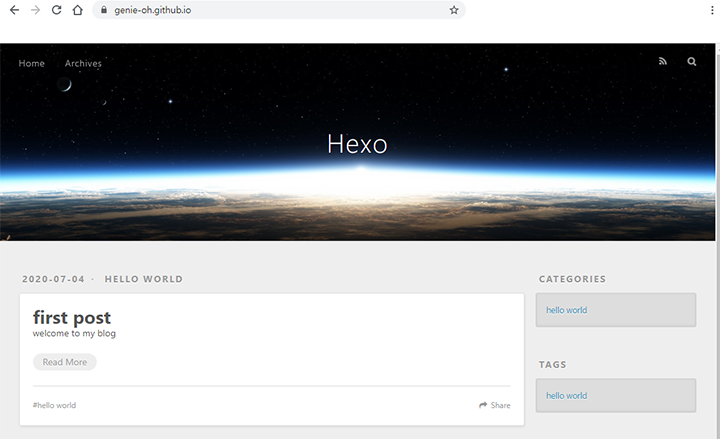 genie-oh.github.io
Home Archives
Hexo
2020-07-04 - HELLO WORLD
first post
welcome to my blog
Read More
#hello world
Share
CATEGORIES
hello world
TAGS
hello world